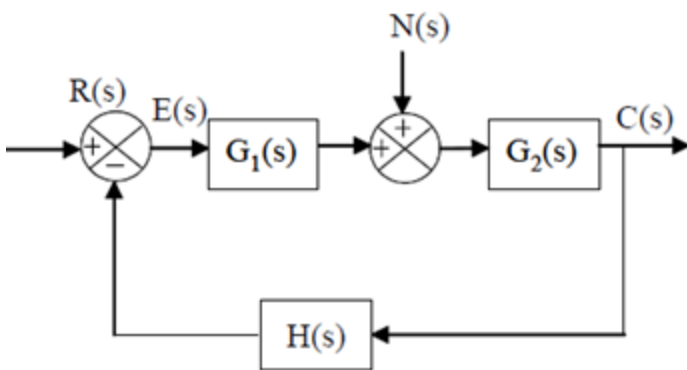 N(s)
R(s)
E(s)
C(s)
+
−
G₁(s)
+
+
G₂(s)
H(s)